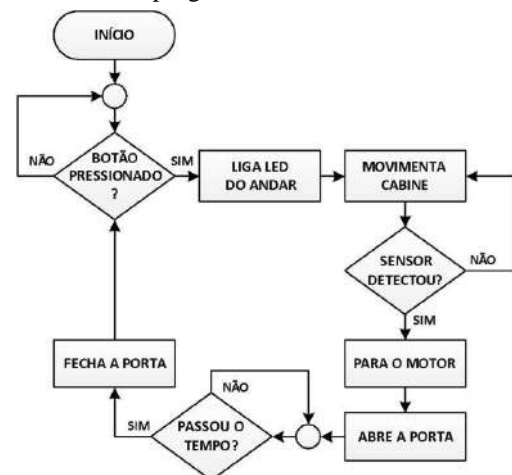 INÍCIO
BOTÃO
PRESSIONADO
?
NÃO
SIM
LIGA LED
DO ANDAR
MOVIMENTA
CABINE
SENSOR
DETECTOU?
NÃO
SIM
PARA O MOTOR
ABRE A PORTA
PASSOU O
TEMPO?
NÃO
SIM
FECHA A PORTA